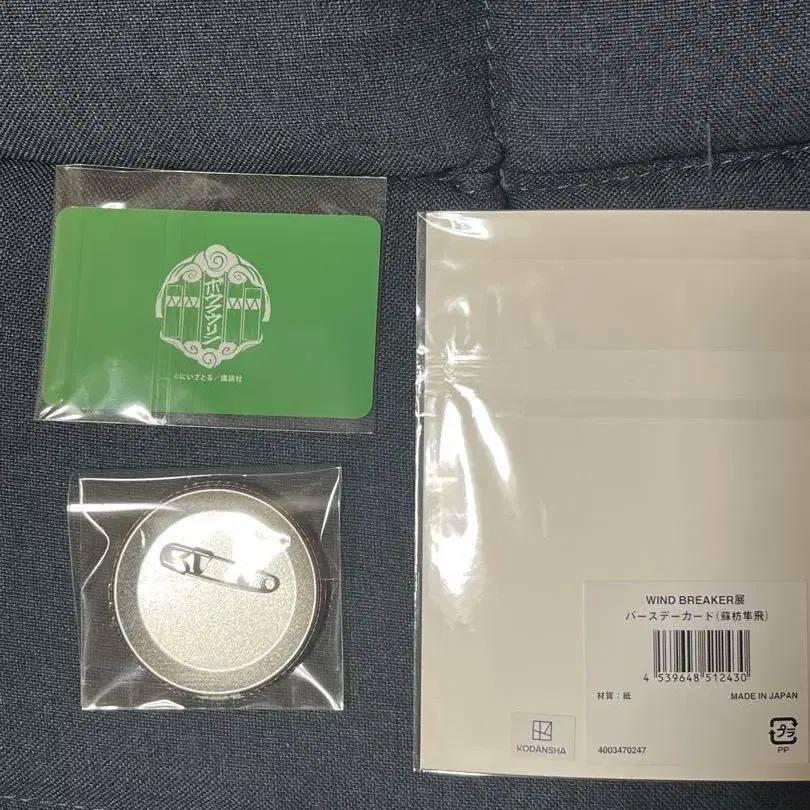 ボウフウリン
©にいさとる／講談社
WIND BREAKER展
バースデーカード(蘇枋隼飛)
4 539648 512430
材質：紙
MADE IN JAPAN
KODANSHA
4003470247
プラ
PP